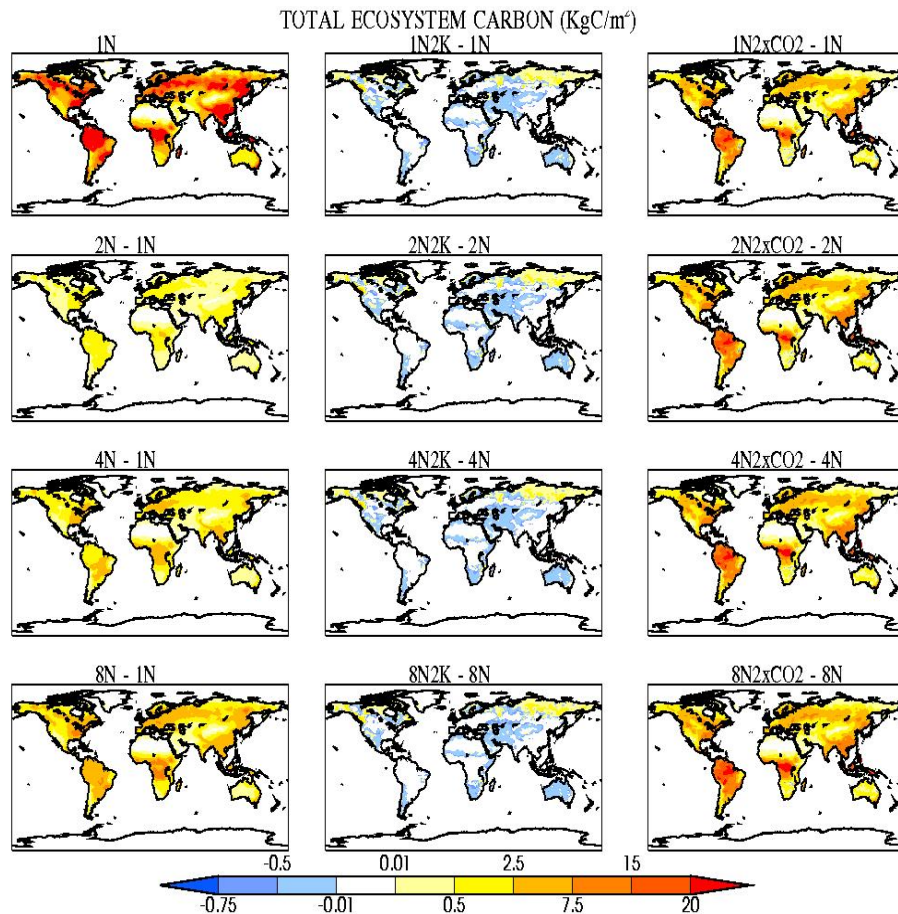 TOTAL ECOSYSTEM CARBON (KgC/m²)
1N 1N2K - 1N 1N2xCO2 - 1N
2N - 1N 2N2K - 2N 2N2xCO2 - 2N
4N - 1N 4N2K - 4N 4N2xCO2 - 4N
8N - 1N 8N2K - 8N 8N2xCO2 - 8N
-0.5 0.01 2.5 15
-0.75 -0.01 0.5 7.5 20